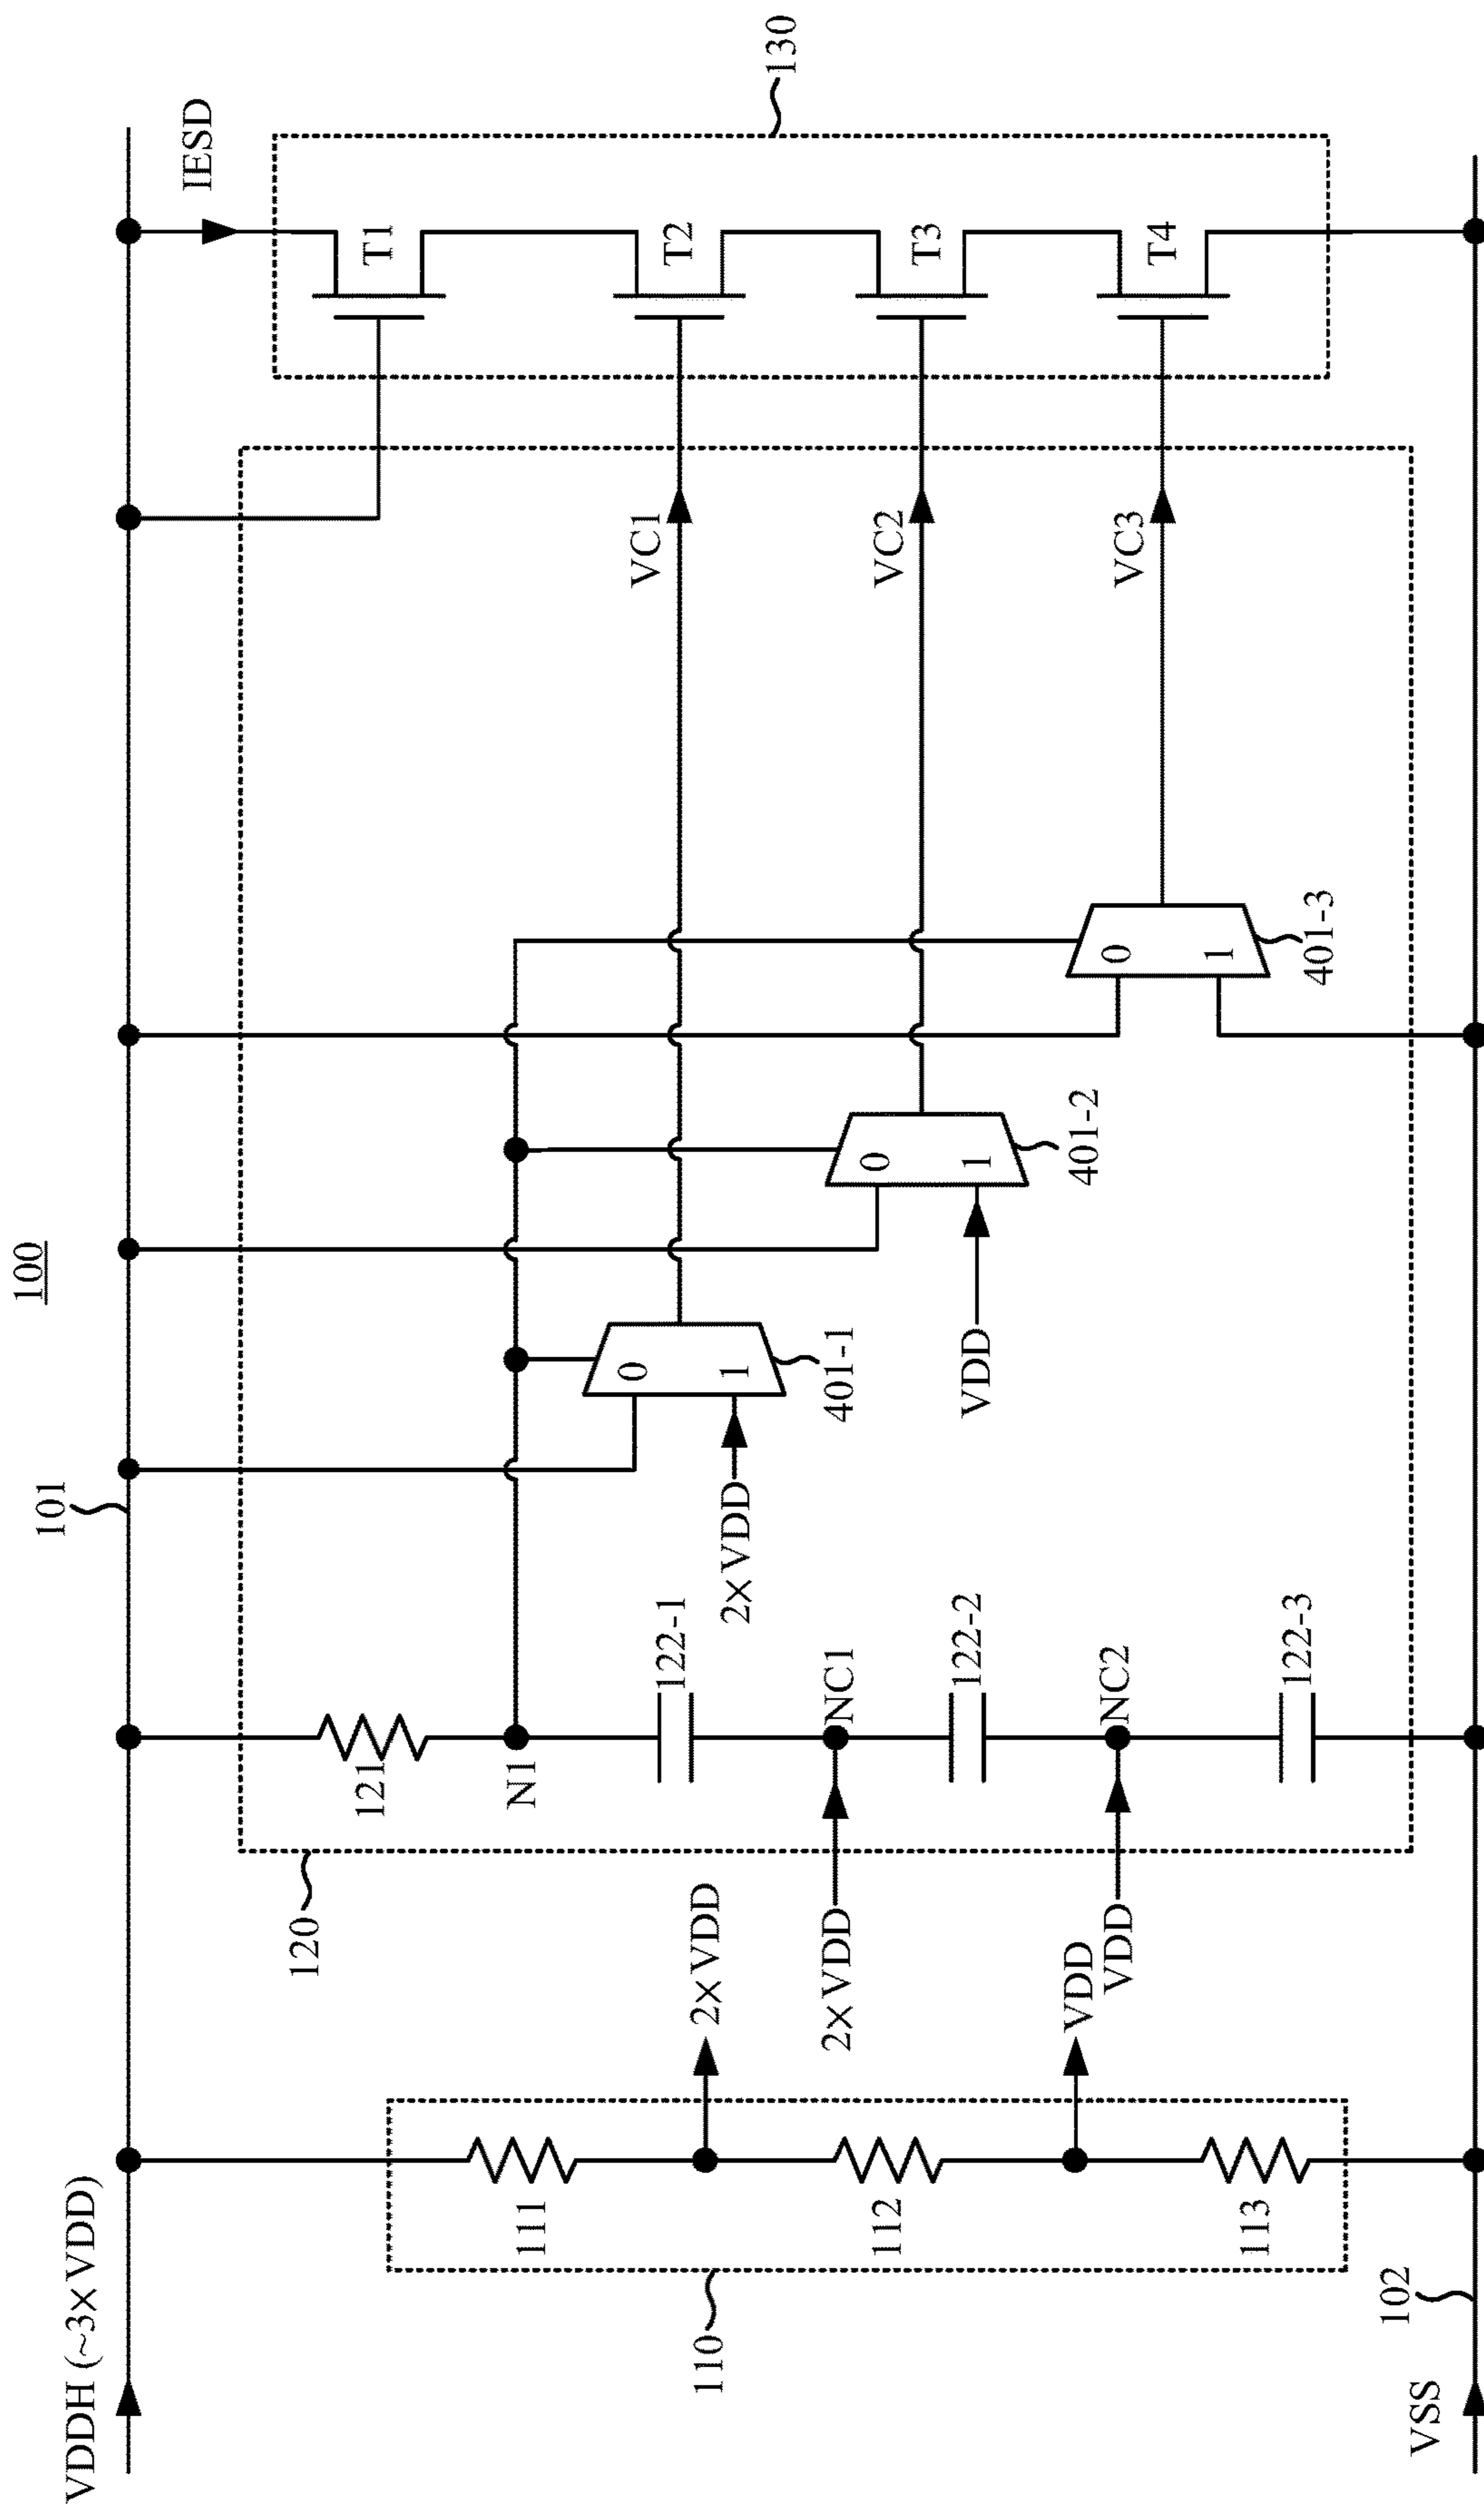 100
VDDH (~3×VDD)
101
IESD
130
120
121
N1
122-1
NC1
122-2
NC2
122-3
2×VDD
VDD
110
111
112
113
2×VDD
VDD
2×VDD
0
1
401-1
VDD
0
1
401-2
0
1
401-3
VC1
VC2
VC3
T1
T2
T3
T4
VSS
102